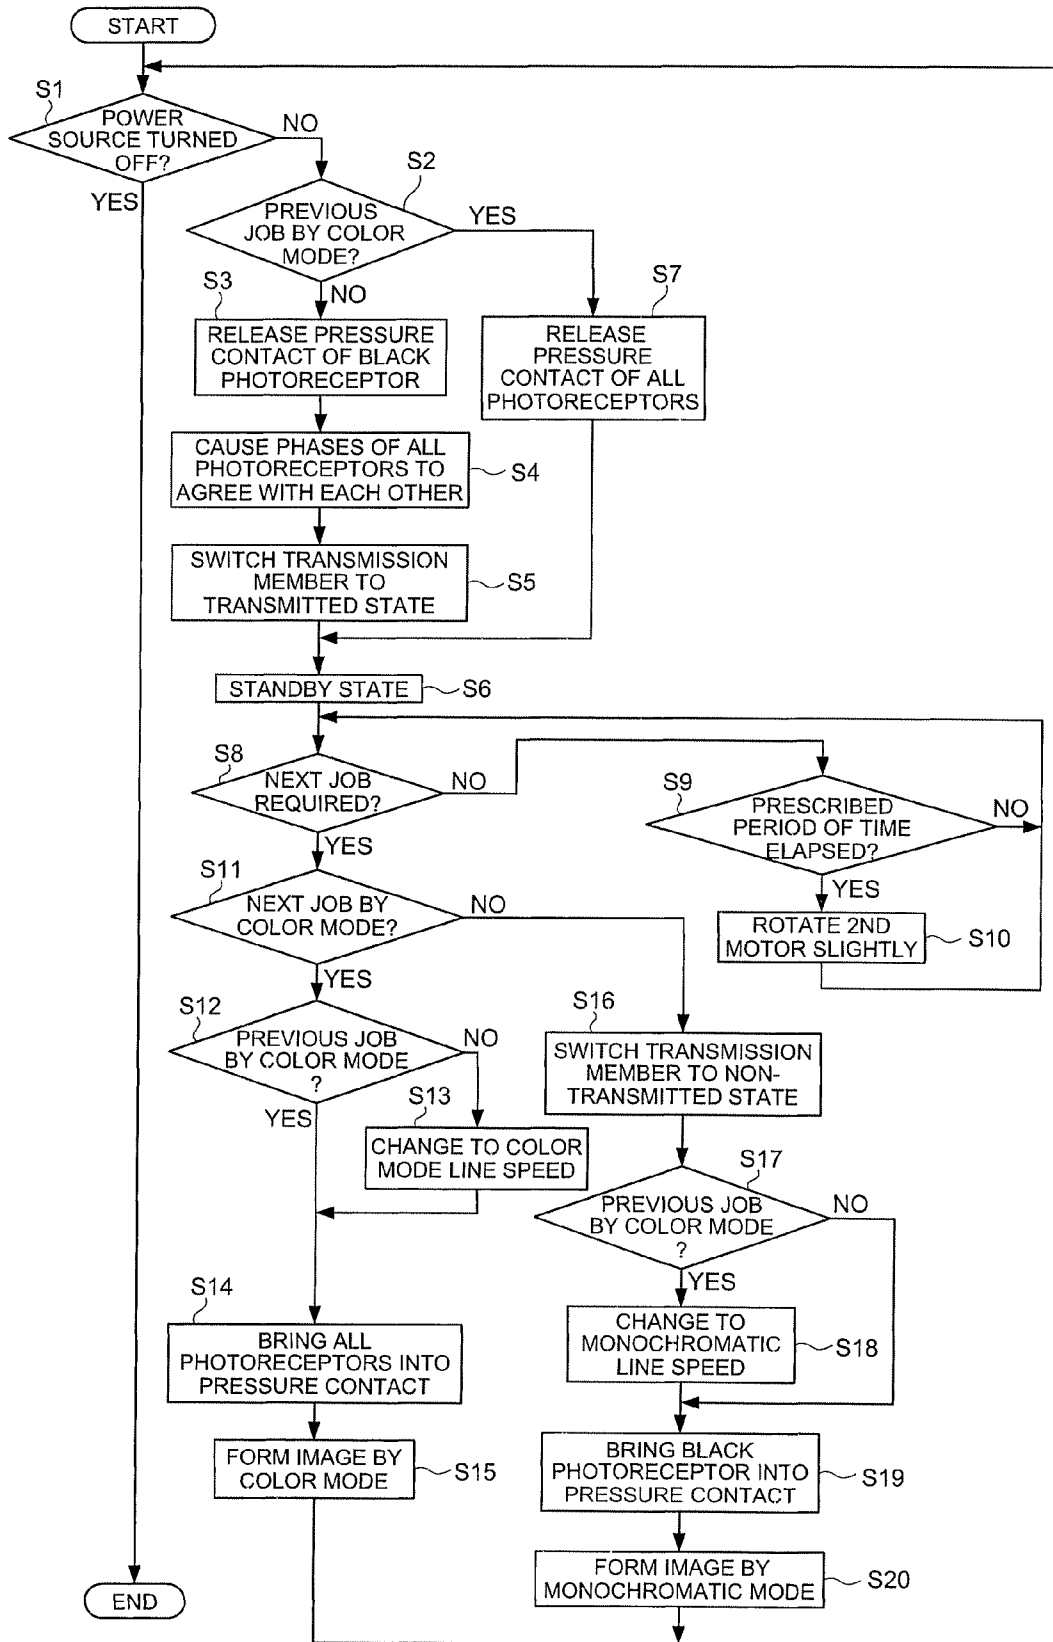 START
S1
POWER
SOURCE TURNED
OFF?
NO
YES
S2
PREVIOUS
JOB BY COLOR
MODE?
YES
NO
S3
RELEASE PRESSURE
CONTACT OF BLACK
PHOTORECEPTOR
S7
RELEASE
PRESSURE
CONTACT OF ALL
PHOTORECEPTORS
CAUSE PHASES OF ALL
PHOTORECEPTORS TO
AGREE WITH EACH OTHER
S4
SWITCH TRANSMISSION
MEMBER TO
TRANSMITTED STATE
S5
STANDBY STATE
S6
S8
NEXT JOB
REQUIRED?
NO
YES
S9
PRESCRIBED
PERIOD OF TIME
ELAPSED?
NO
YES
ROTATE 2ND
MOTOR SLIGHTLY
S10
S11
NEXT JOB BY
COLOR MODE?
NO
YES
S12
PREVIOUS JOB
BY COLOR MODE
?
NO
YES
S13
CHANGE TO COLOR
MODE LINE SPEED
S16
SWITCH TRANSMISSION
MEMBER TO NON-
TRANSMITTED STATE
S17
PREVIOUS JOB
BY COLOR MODE
?
NO
YES
S14
BRING ALL
PHOTORECEPTORS INTO
PRESSURE CONTACT
CHANGE TO
MONOCHROMATIC
LINE SPEED
S18
FORM IMAGE BY
COLOR MODE
S15
BRING BLACK
PHOTORECEPTOR INTO
PRESSURE CONTACT
S19
FORM IMAGE BY
MONOCHROMATIC MODE
S20
END